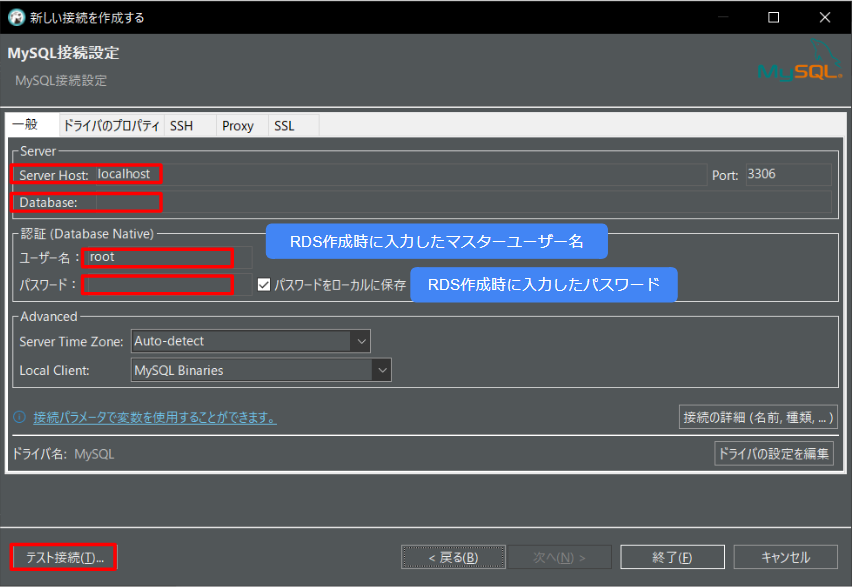 新しい接続を作成する
MySQL接続設定
MySQL接続設定
MySQL®
一般 ドライバのプロパティ SSH Proxy SSL
Server
Server Host: localhost Port: 3306
Database:
認証 (Database Native)
RDS作成時に入力したマスターユーザー名
ユーザー名: root
パスワード: パスワードをローカルに保存 RDS作成時に入力したパスワード
Advanced
Server Time Zone: Auto-detect
Local Client: MySQL Binaries
接続パラメータで変数を使用することができます。 接続の詳細 (名前, 種類, ... )
ドライバ名: MySQL ドライバの設定を編集
テスト接続(T)... < 戻る(B) 次へ(N) > 終了(F) キャンセル